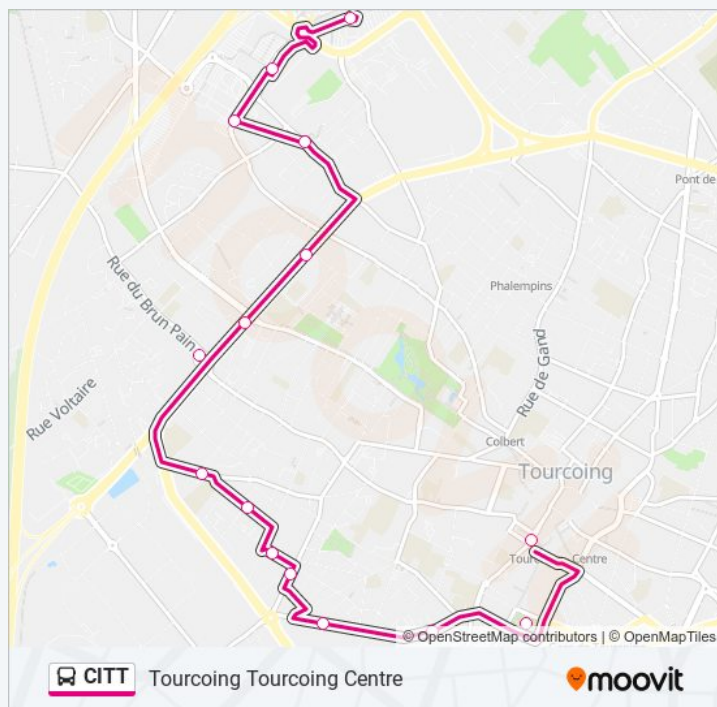 Pont de
Phalempins
Rue du Brun Pain
Rue de Gand
Rue Voltaire
Colbert
Tourcoing
Centre
© OpenStreetMap contributors | © OpenMapTiles
CITT
Tourcoing Tourcoing Centre
moovit